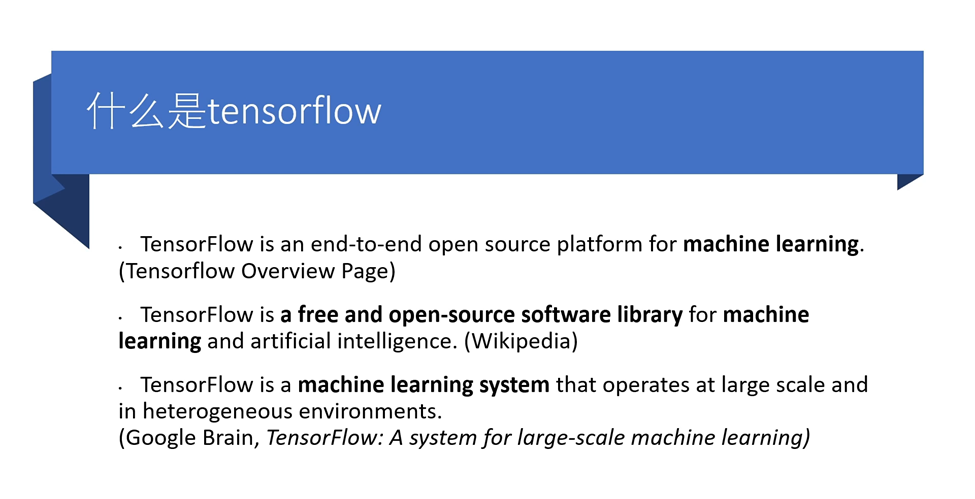 什么是tensorflow
• TensorFlow is an end-to-end open source platform for machine learning.
(Tensorflow Overview Page)
• TensorFlow is a free and open-source software library for machine
learning and artificial intelligence. (Wikipedia)
• TensorFlow is a machine learning system that operates at large scale and
in heterogeneous environments.
(Google Brain, TensorFlow: A system for large-scale machine learning)